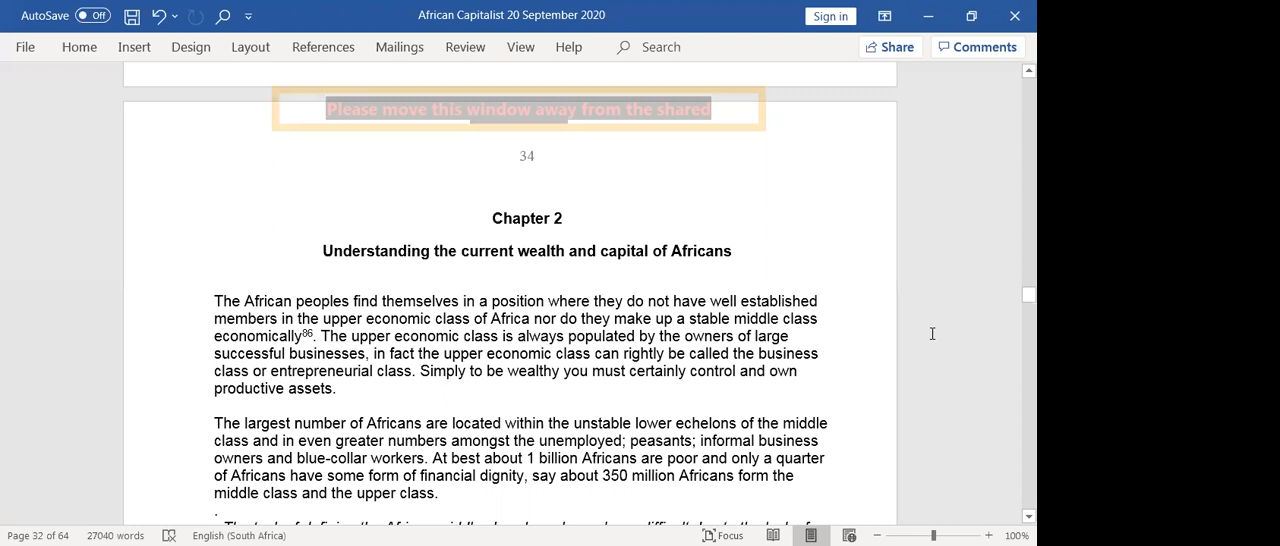 AutoSave Off African Capitalist 20 September 2020 Sign in
File Home Insert Design Layout References Mailings Review View Help Search Share Comments
Please move this window away from the shared
34
Chapter 2
Understanding the current wealth and capital of Africans
The African peoples find themselves in a position where they do not have well established
members in the upper economic class of Africa nor do they make up a stable middle class
economically86. The upper economic class is always populated by the owners of large
successful businesses, in fact the upper economic class can rightly be called the business
class or entrepreneurial class. Simply to be wealthy you must certainly control and own
productive assets.
The largest number of Africans are located within the unstable lower echelons of the middle
class and in even greater numbers amongst the unemployed; peasants; informal business
owners and blue-collar workers. At best about 1 billion Africans are poor and only a quarter
of Africans have some form of financial dignity, say about 350 million Africans form the
middle class and the upper class.
.
Page 32 of 64 27040 words English (South Africa) Focus 100%